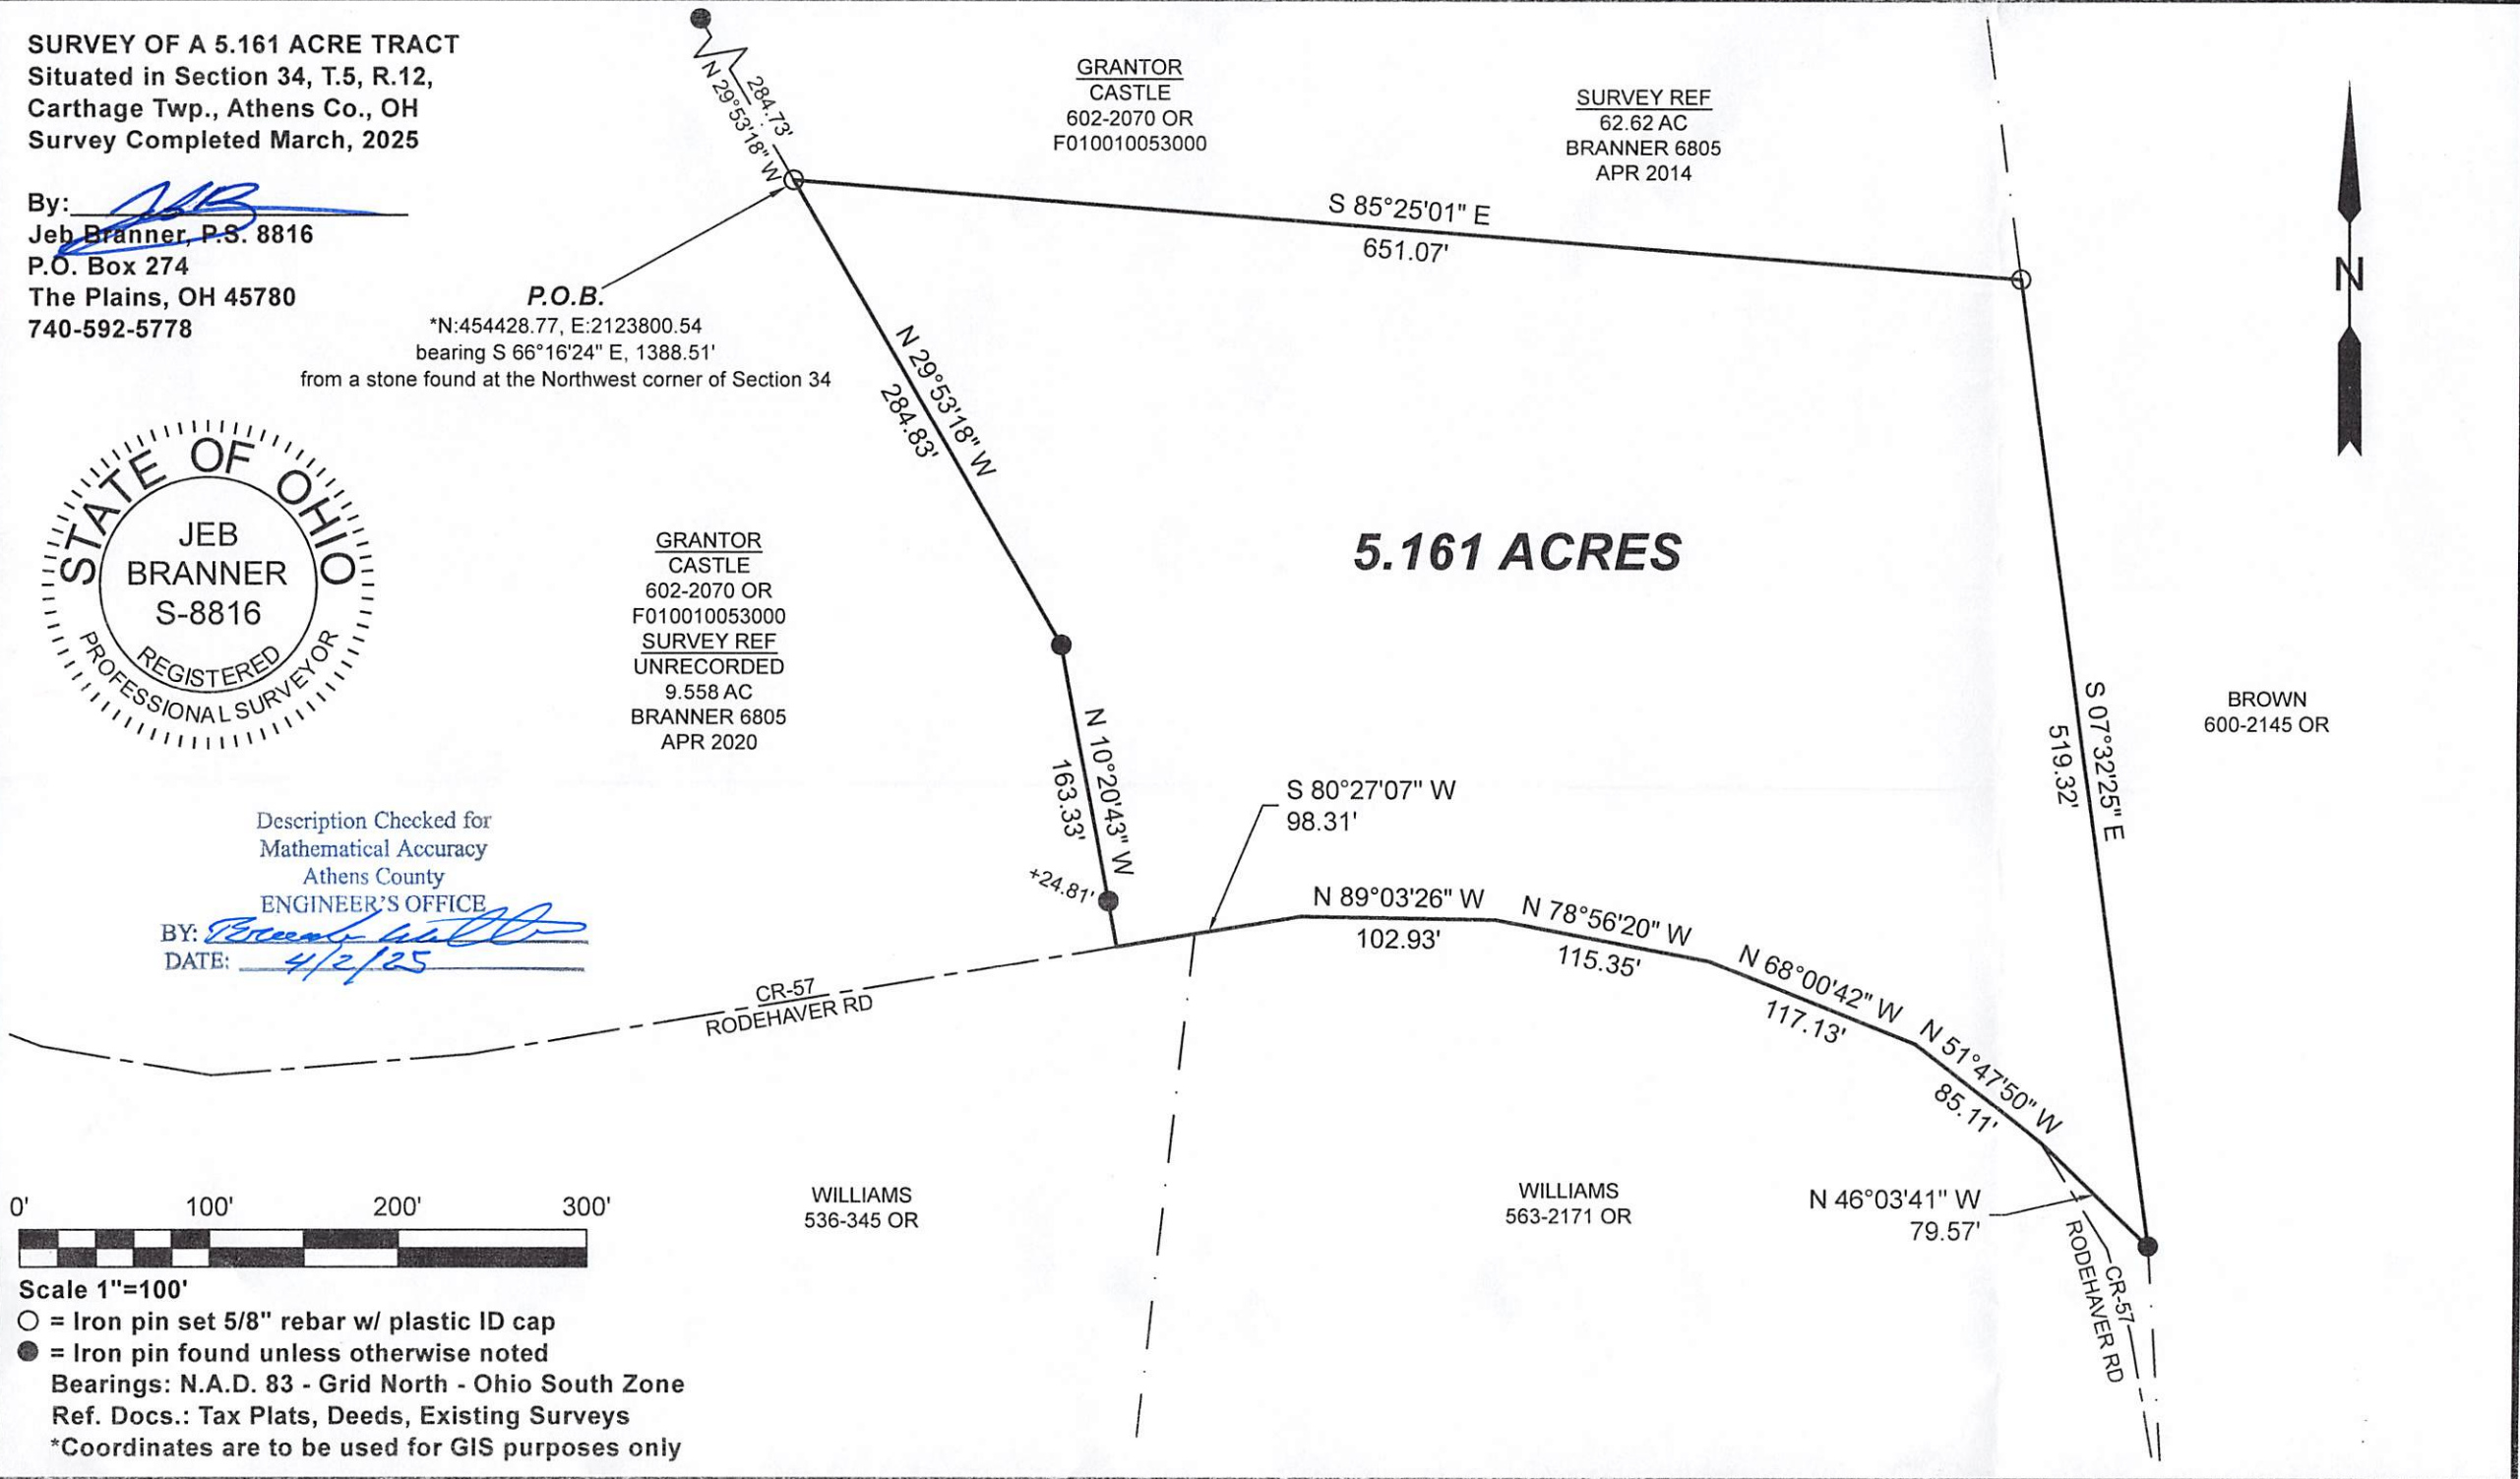 SURVEY OF A 5.161 ACRE TRACT
Situated in Section 34, T.5, R.12,
Carthage Twp., Athens Co., OH
Survey Completed March, 2025
By:
Jeb Branner, P.S. 8816
P.O. Box 274
The Plains, OH 45780
740-592-5778
284.73'
N 29°53'18" W
GRANTOR
CASTLE
602-2070 OR
F010010053000
SURVEY REF
62.62 AC
BRANNER 6805
APR 2014
N
S 85°25'01" E
651.07'
P.O.B.
*N:454428.77, E:2123800.54
bearing S 66°16'24" E, 1388.51'
from a stone found at the Northwest corner of Section 34
N 29°53'18" W
284.83'
STATE OF OHIO
JEB
BRANNER
S-8816
REGISTERED
PROFESSIONAL SURVEYOR
GRANTOR
CASTLE
602-2070 OR
F010010053000
SURVEY REF
UNRECORDED
9.558 AC
BRANNER 6805
APR 2020
5.161 ACRES
S 07°32'25" E
519.32'
BROWN
600-2145 OR
N 10°20'43" W
163.33'
+24.81'
S 80°27'07" W
98.31'
N 89°03'26" W
102.93'
N 78°56'20" W
115.35'
N 68°00'42" W
117.13'
N 51°47'50" W
85.11'
N 46°03'41" W
79.57'
Description Checked for
Mathematical Accuracy
Athens County
ENGINEER'S OFFICE
BY:
DATE: 4/2/25
CR-57
RODEHAVER RD
WILLIAMS
536-345 OR
WILLIAMS
563-2171 OR
CR-57
RODEHAVER RD
0' 100' 200' 300'
Scale 1"=100'
= Iron pin set 5/8" rebar w/ plastic ID cap
= Iron pin found unless otherwise noted
Bearings: N.A.D. 83 - Grid North - Ohio South Zone
Ref. Docs.: Tax Plats, Deeds, Existing Surveys
*Coordinates are to be used for GIS purposes only